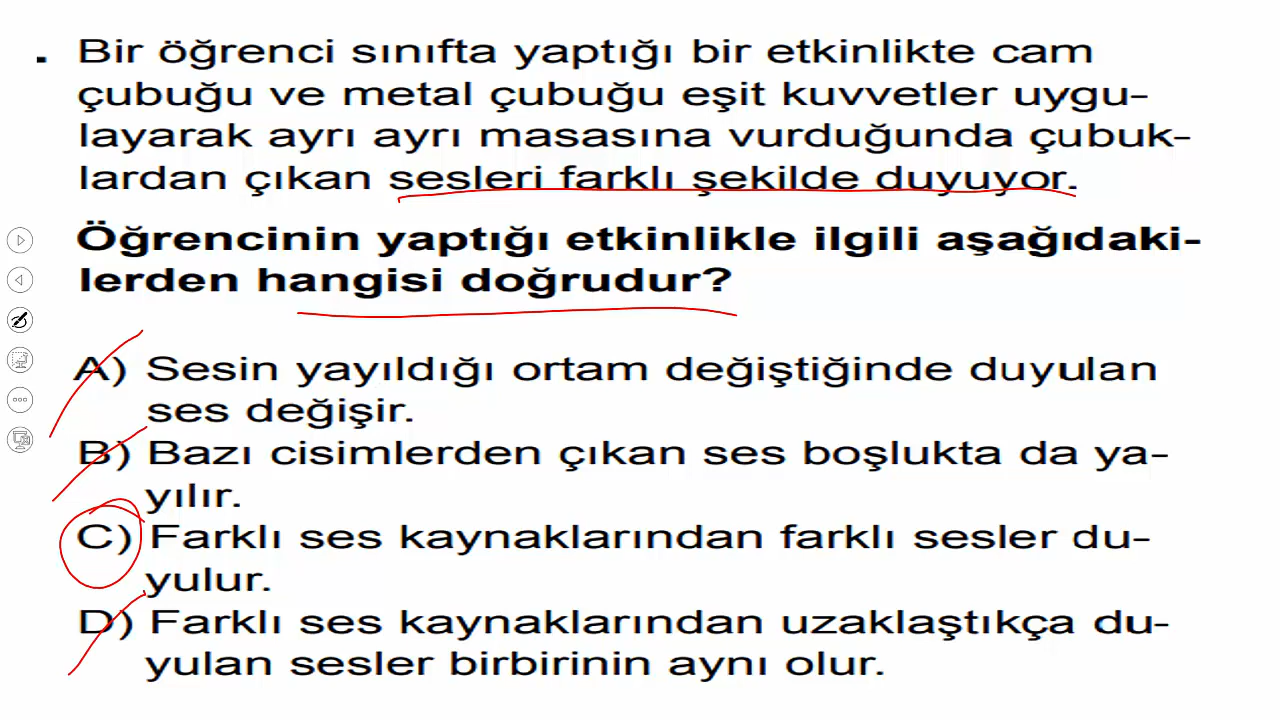 . Bir öğrenci sınıfta yaptığı bir etkinlikte cam
çubuğu ve metal çubuğu eşit kuvvetler uygu-
layarak ayrı ayrı masasına vurduğunda çubuk-
lardan çıkan sesleri farklı şekilde duyuyor.
Öğrencinin yaptığı etkinlikle ilgili aşağıdaki-
lerden hangisi doğrudur?
A) Sesin yayıldığı ortam değiştiğinde duyulan
ses değişir.
B) Bazı cisimlerden çıkan ses boşlukta da ya-
yılır.
C) Farklı ses kaynaklarından farklı sesler du-
yulur.
D) Farklı ses kaynaklarından uzaklaştıkça du-
yulan sesler birbirinin aynı olur.